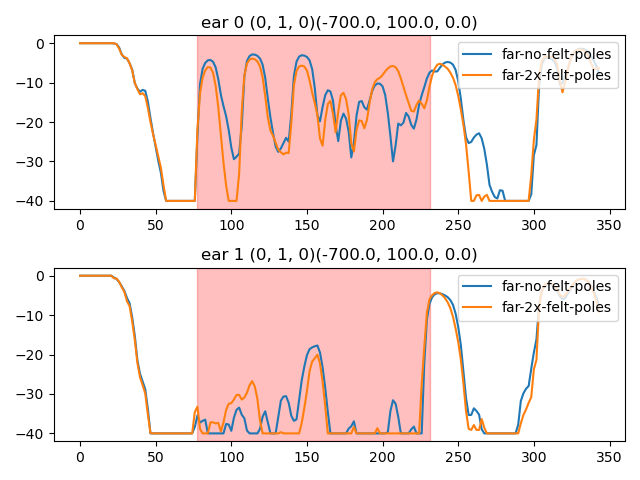 ear 0 (0, 1, 0)(-700.0, 100.0, 0.0)
0
−10
−20
−30
−40
far-no-felt-poles
far-2x-felt-poles
0 50 100 150 200 250 300 350
ear 1 (0, 1, 0)(-700.0, 100.0, 0.0)
0
−10
−20
−30
−40
far-no-felt-poles
far-2x-felt-poles
0 50 100 150 200 250 300 350